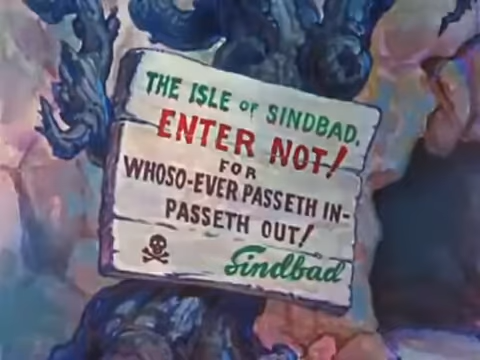 THE ISLE OF SINDBAD.
ENTER NOT!
FOR
WHOSO-EVER PASSETH IN-
PASSETH OUT!
Sindbad